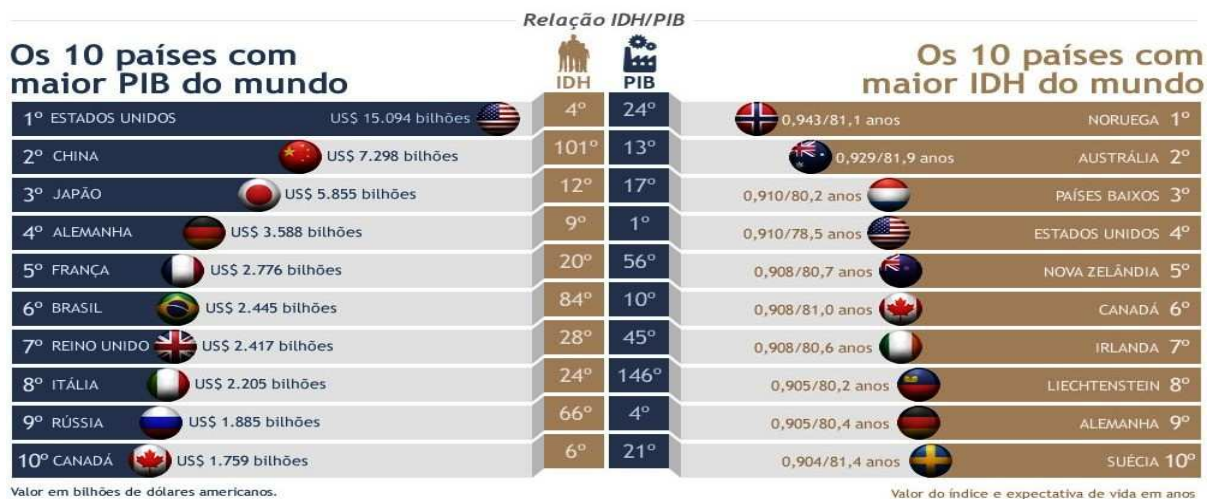 Relação IDH/PIB
Os 10 países com
maior PIB do mundo
IDH
PIB
Os 10 países com
maior IDH do mundo
1º ESTADOS UNIDOS US$ 15.094 bilhões 4º 24º 0,943/81,1 anos NORUEGA 1º
2º CHINA US$ 7.298 bilhões 101º 13º 0,929/81,9 anos AUSTRÁLIA 2º
3º JAPÃO US$ 5.855 bilhões 12º 17º 0,910/80,2 anos PAÍSES BAIXOS 3º
4º ALEMANHA US$ 3.588 bilhões 9º 1º 0,910/78,5 anos ESTADOS UNIDOS 4º
5º FRANÇA US$ 2.776 bilhões 20º 56º 0,908/80,7 anos NOVA ZELÂNDIA 5º
6º BRASIL US$ 2.445 bilhões 84º 10º 0,908/81,0 anos CANADÁ 6º
7º REINO UNIDO US$ 2.417 bilhões 28º 45º 0,908/80,6 anos IRLANDA 7º
8º ITÁLIA US$ 2.205 bilhões 24º 146º 0,905/80,2 anos LIECHTENSTEIN 8º
9º RÚSSIA US$ 1.885 bilhões 66º 4º 0,905/80,4 anos ALEMANHA 9º
10º CANADÁ US$ 1.759 bilhões 6º 21º 0,904/81,4 anos SUÉCIA 10º
Valor em bilhões de dólares americanos.
Valor do índice e expectativa de vida em anos